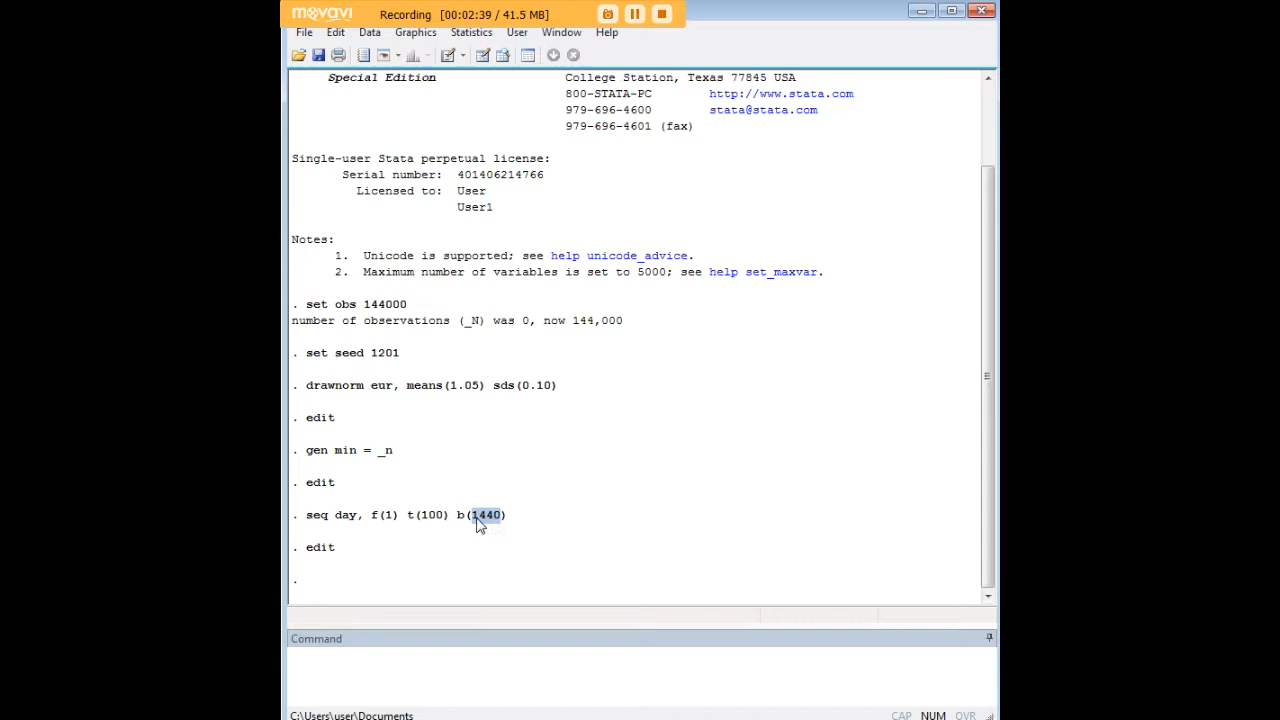 movavi Recording [00:02:39 / 41.5 MB]
File Edit Data Graphics Statistics User Window Help
Special Edition College Station, Texas 77845 USA
800-STATA-PC http://www.stata.com
979-696-4600 stata@stata.com
979-696-4601 (fax)
Single-user Stata perpetual license:
Serial number: 401406214766
Licensed to: User
User1
Notes:
1. Unicode is supported; see help unicode_advice.
2. Maximum number of variables is set to 5000; see help set_maxvar.
. set obs 144000
number of observations (_N) was 0, now 144,000
. set seed 1201
. drawnorm eur, means(1.05) sds(0.10)
. edit
. gen min = _n
. edit
. seq day, f(1) t(100) b(1440)
. edit
.
Command
C:\Users\user\Documents CAP NUM OVR